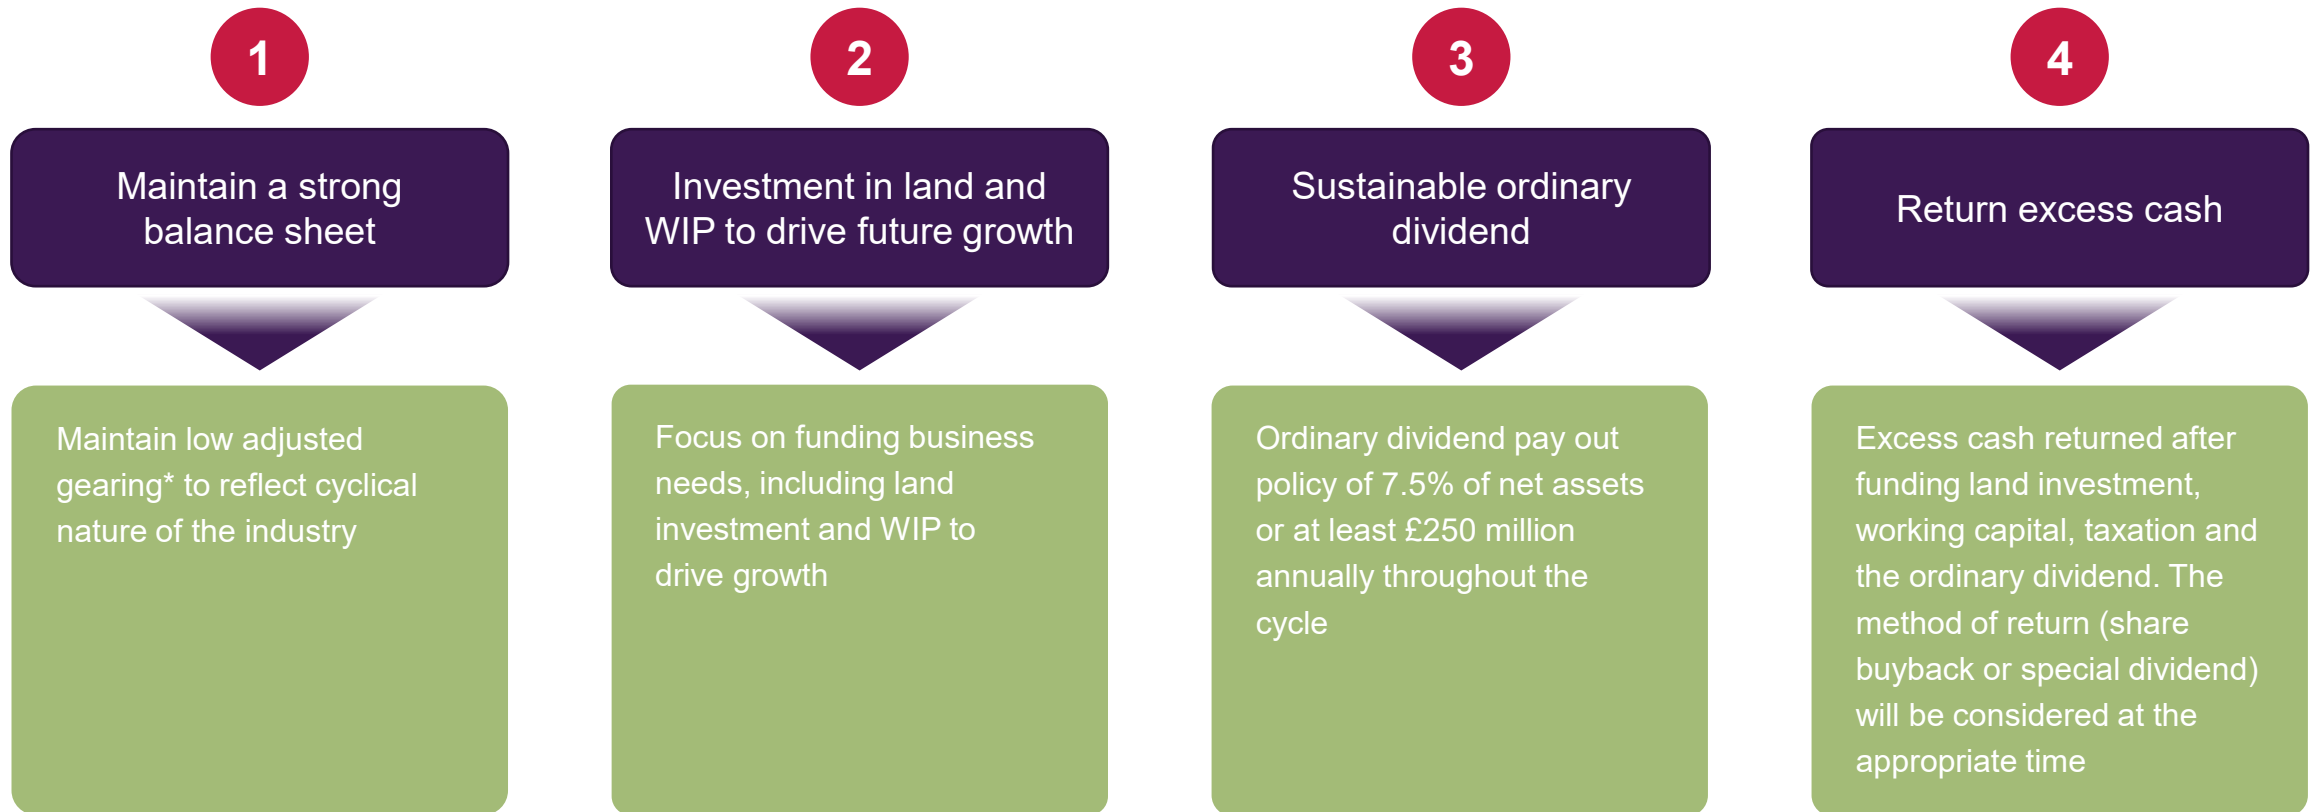 1
Maintain a strong
balance sheet
Maintain low adjusted
gearing* to reflect cyclical
nature of the industry
2
Investment in land and
WIP to drive future growth
Focus on funding business
needs, including land
investment and WIP to
drive growth
3
Sustainable ordinary
dividend
Ordinary dividend pay out
policy of 7.5% of net assets
or at least £250 million
annually throughout the
cycle
4
Return excess cash
Excess cash returned after
funding land investment,
working capital, taxation and
the ordinary dividend. The
method of return (share
buyback or special dividend)
will be considered at the
appropriate time